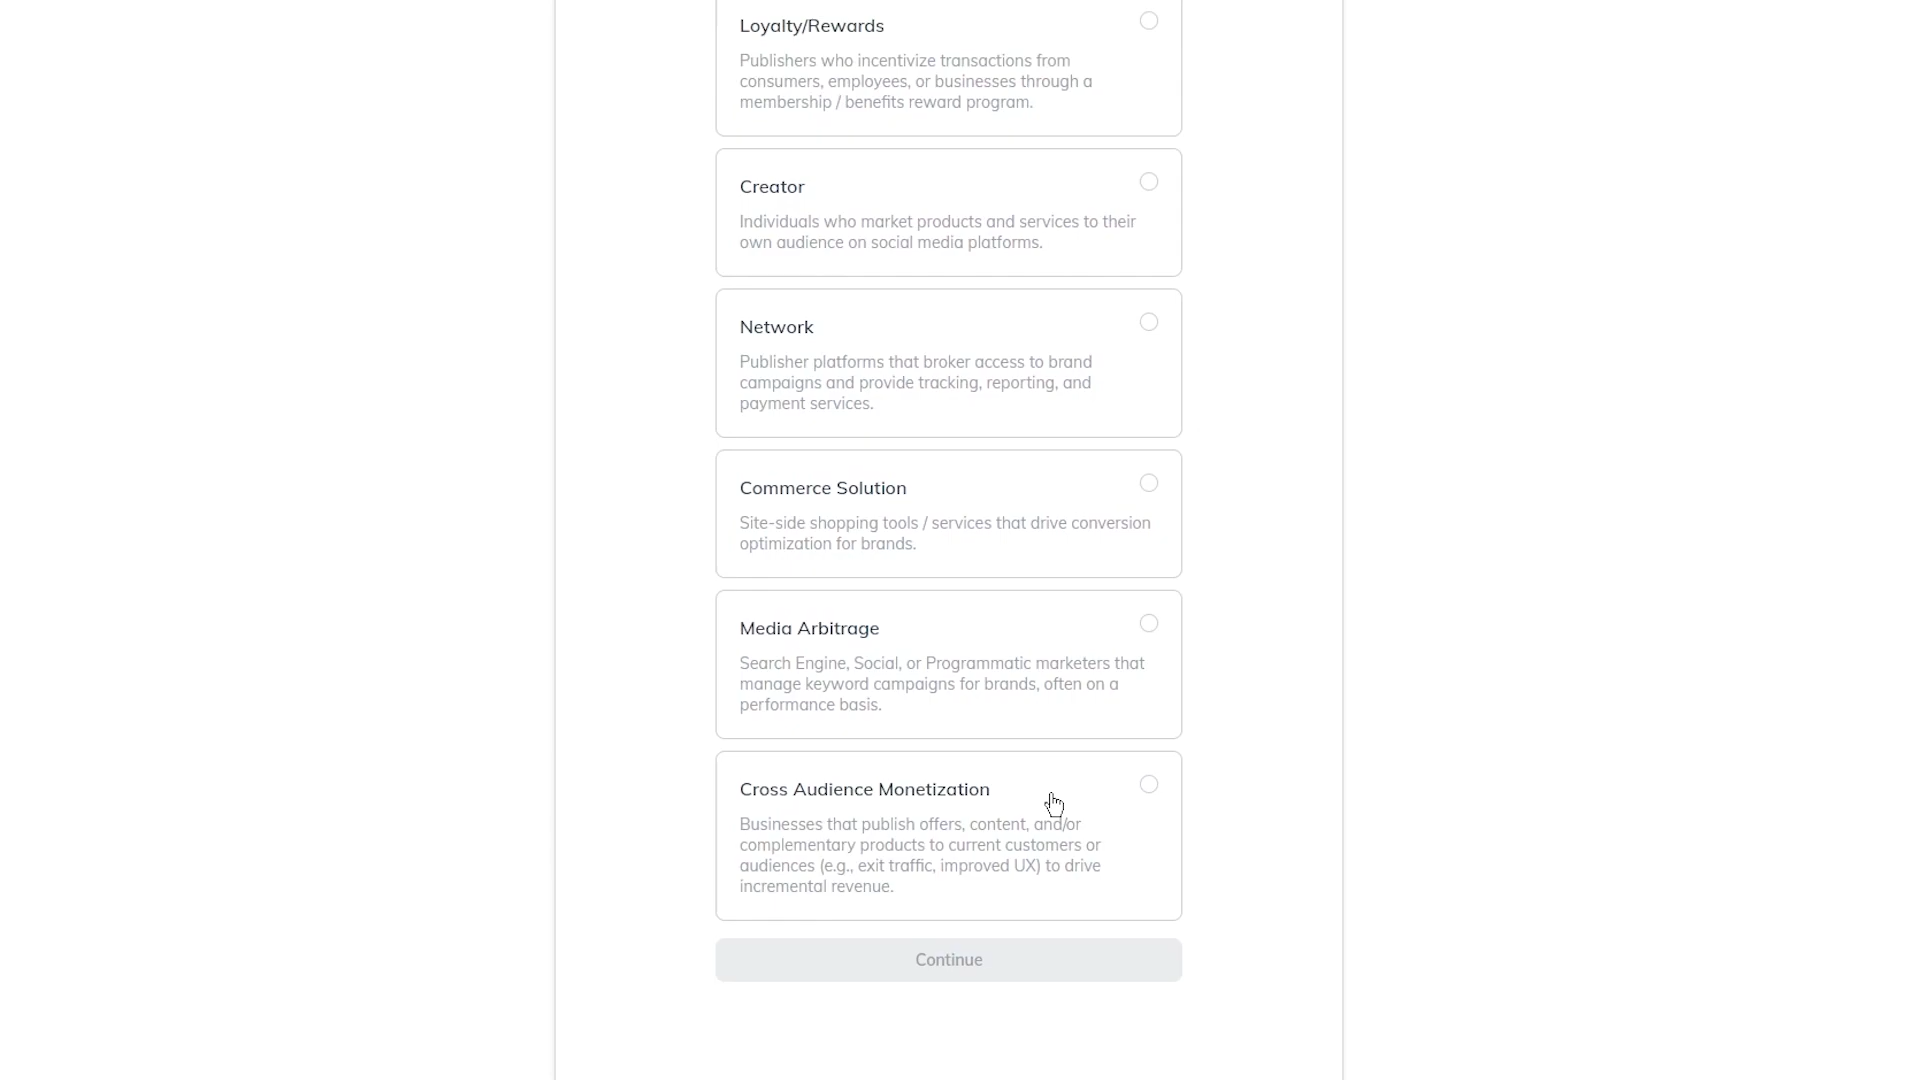 Loyalty/Rewards
Publishers who incentivize transactions from
consumers, employees, or businesses through a
membership / benefits reward program.
Creator
Individuals who market products and services to their
own audience on social media platforms.
Network
Publisher platforms that broker access to brand
campaigns and provide tracking, reporting, and
payment services.
Commerce Solution
Site-side shopping tools / services that drive conversion
optimization for brands.
Media Arbitrage
Search Engine, Social, or Programmatic marketers that
manage keyword campaigns for brands, often on a
performance basis.
Cross Audience Monetization
Businesses that publish offers, content, and/or
complementary products to current customers or
audiences (e.g., exit traffic, improved UX) to drive
incremental revenue.
Continue